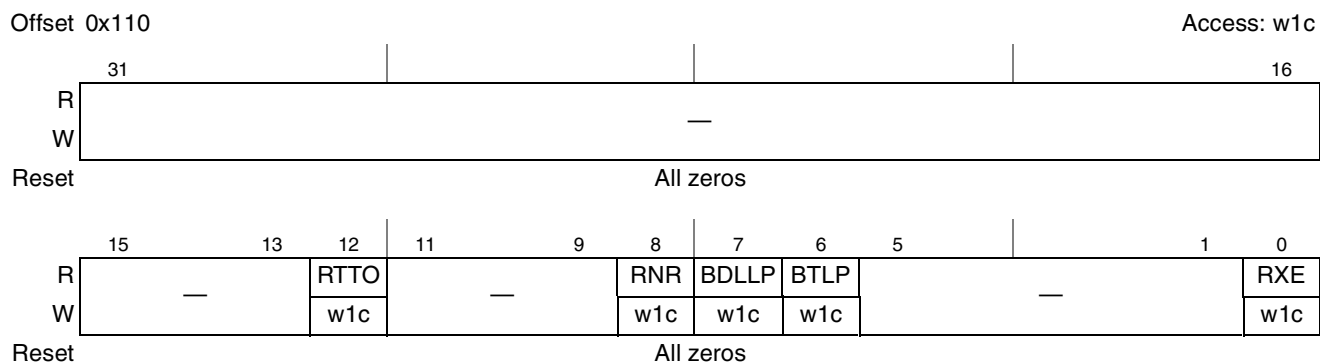 Offset 0x110 Access: w1c
31 16
R
—
W
Reset All zeros
15 13 12 11 9 8 7 6 5 1 0
R — RTTO — RNR BDLLP BTLP — RXE
W w1c w1c w1c w1c w1c
Reset All zeros